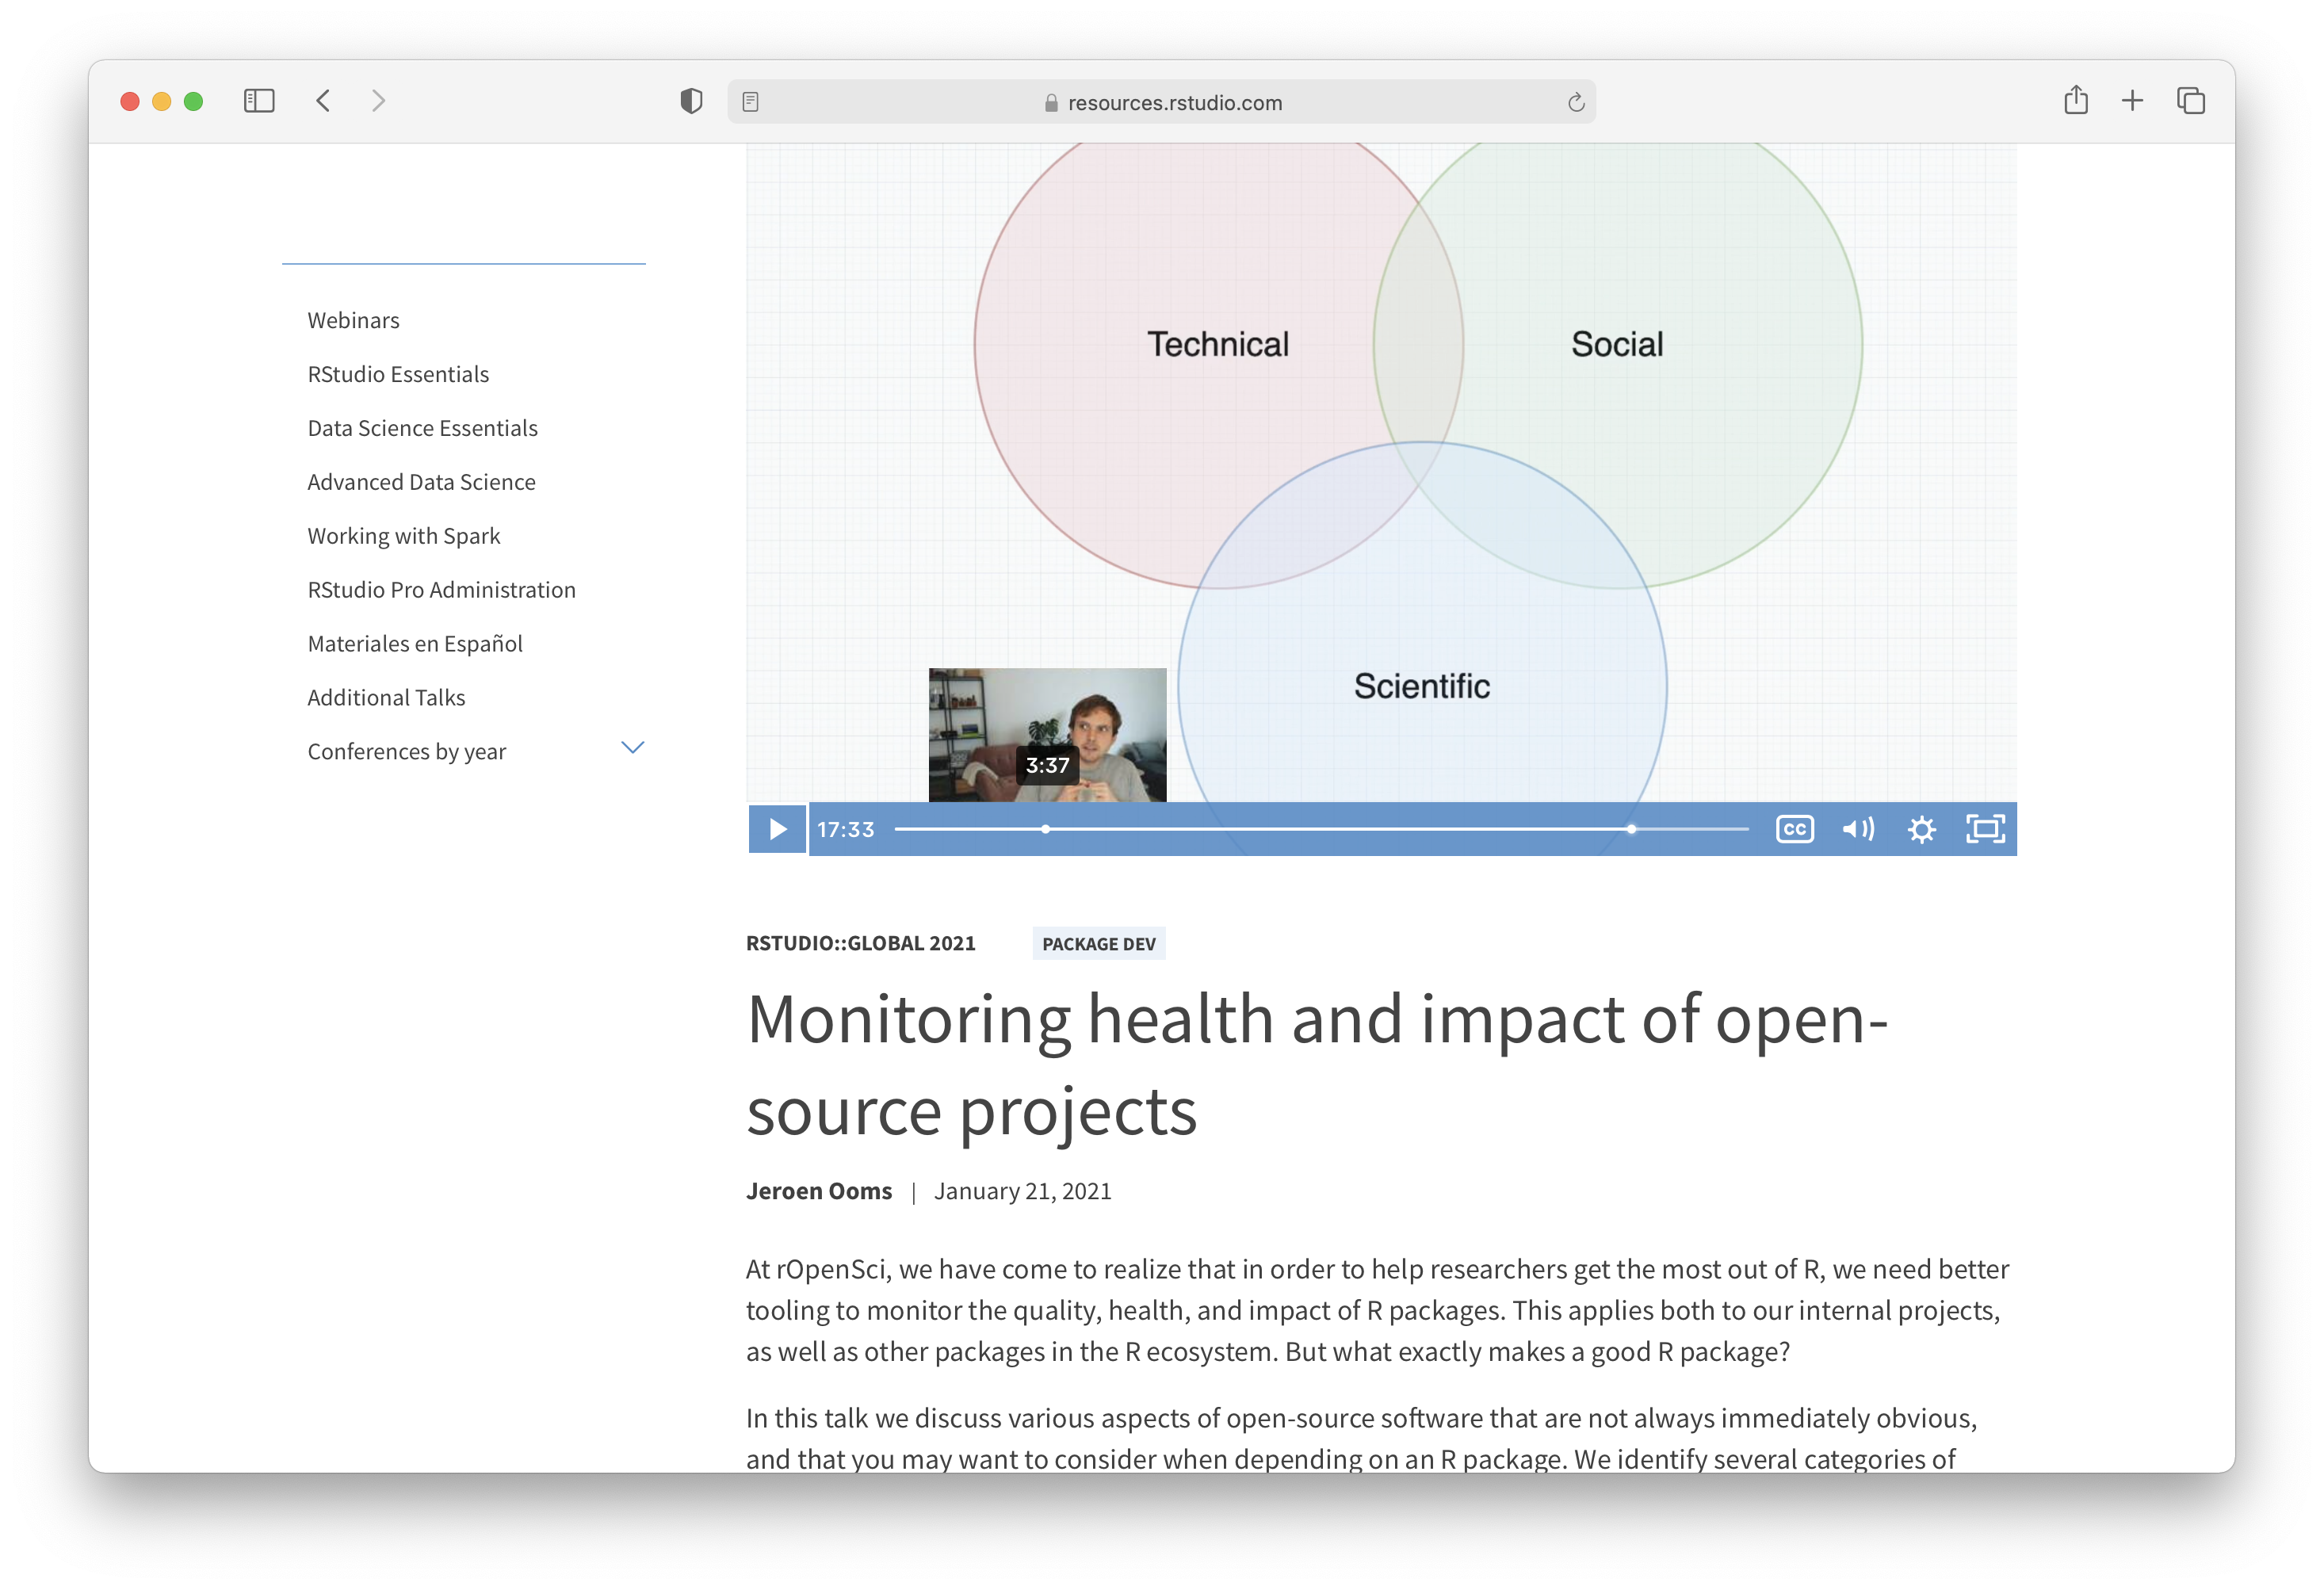 resources.rstudio.com
Webinars
RStudio Essentials
Data Science Essentials
Advanced Data Science
Working with Spark
RStudio Pro Administration
Materiales en Español
Additional Talks
Conferences by year
Technical
Social
Scientific
3:37
17:33
CC
RSTUDIO::GLOBAL 2021
PACKAGE DEV
Monitoring health and impact of open-
source projects
Jeroen Ooms | January 21, 2021
At rOpenSci, we have come to realize that in order to help researchers get the most out of R, we need better
tooling to monitor the quality, health, and impact of R packages. This applies both to our internal projects,
as well as other packages in the R ecosystem. But what exactly makes a good R package?
In this talk we discuss various aspects of open-source software that are not always immediately obvious,
and that you may want to consider when depending on an R package. We identify several categories of